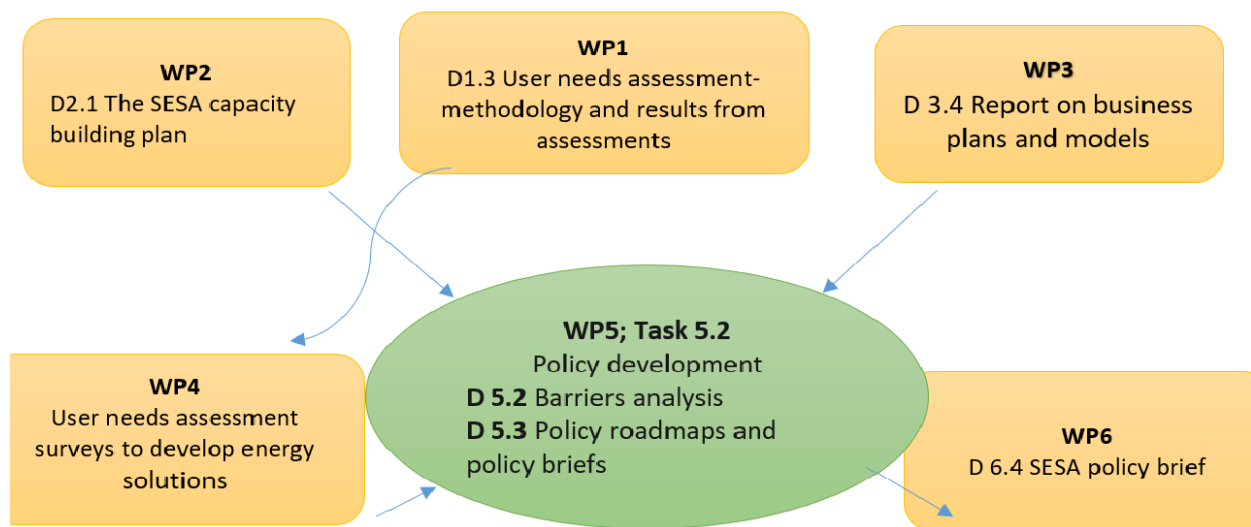 WP2
D2.1 The SESA capacity
building plan
WP1
D1.3 User needs assessment-
methodology and results from
assessments
WP3
D 3.4 Report on business
plans and models
WP5; Task 5.2
Policy development
D 5.2 Barriers analysis
D 5.3 Policy roadmaps and
policy briefs
WP4
User needs assessment
surveys to develop energy
solutions
WP6
D 6.4 SESA policy brief